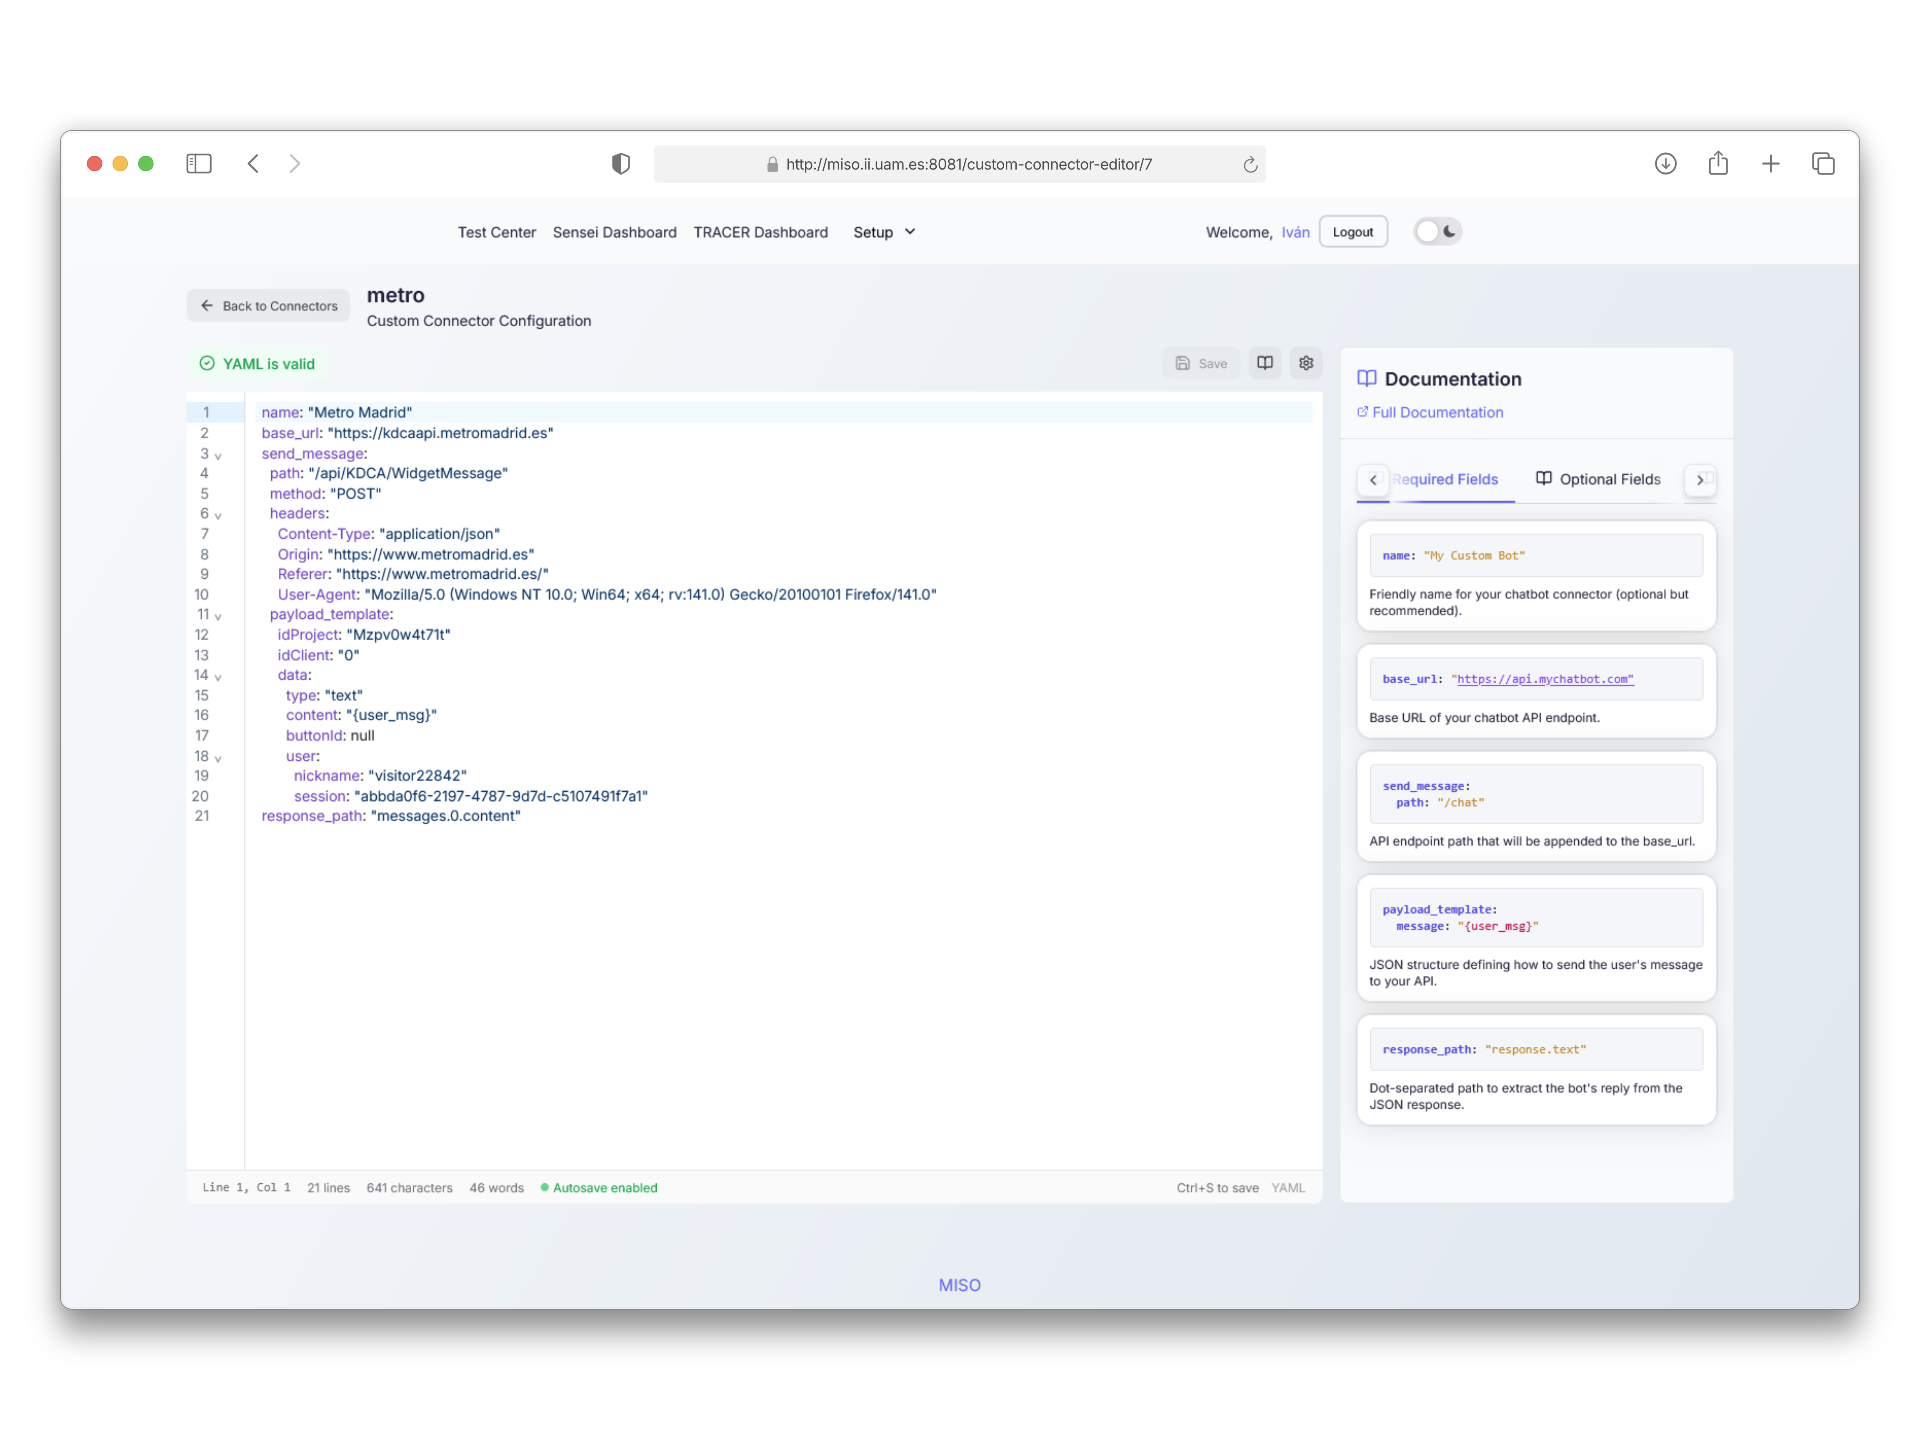 http://miso.ii.uam.es:8081/custom-connector-editor/7
Test Center Sensei Dashboard TRACER Dashboard Setup Welcome, Iván Logout
Back to Connectors
metro
Custom Connector Configuration
YAML is valid
Save
1 name: "Metro Madrid"
2 base_url: "https://kdcaapi.metromadrid.es"
3 send_message:
4 path: "/api/KDCA/WidgetMessage"
5 method: "POST"
6 headers:
7 Content-Type: "application/json"
8 Origin: "https://www.metromadrid.es"
9 Referer: "https://www.metromadrid.es/"
10 User-Agent: "Mozilla/5.0 (Windows NT 10.0; Win64; x64; rv:141.0) Gecko/20100101 Firefox/141.0"
11 payload_template:
12 idProject: "Mzpv0w4t71t"
13 idClient: "0"
14 data:
15 type: "text"
16 content: "{user_msg}"
17 buttonId: null
18 user:
19 nickname: "visitor22842"
20 session: "abbda0f6-2197-4787-9d7d-c5107491f7a1"
21 response_path: "messages.0.content"
Line 1, Col 1 21 lines 641 characters 46 words Autosave enabled Ctrl+S to save YAML
Documentation
Full Documentation
Required Fields Optional Fields
name: "My Custom Bot"
Friendly name for your chatbot connector (optional but
recommended).
base_url: "https://api.mychatbot.com"
Base URL of your chatbot API endpoint.
send_message:
path: "/chat"
API endpoint path that will be appended to the base_url.
payload_template:
message: "{user_msg}"
JSON structure defining how to send the user's message
to your API.
response_path: "response.text"
Dot-separated path to extract the bot's reply from the
JSON response.
MISO